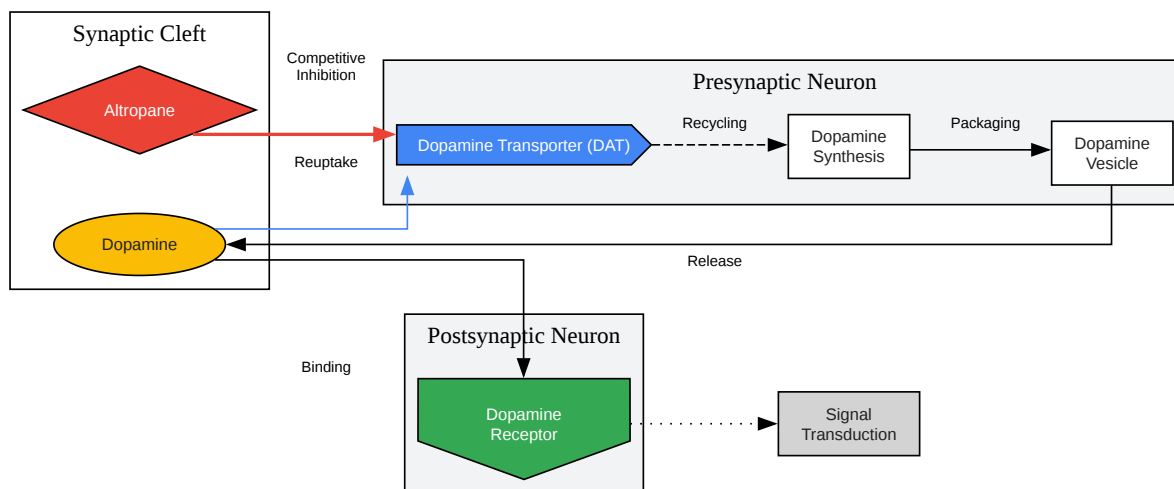 Synaptic Cleft
Altropane
Competitive
Inhibition
Reuptake
Presynaptic Neuron
Dopamine Transporter (DAT)
Recycling
Dopamine
Synthesis
Packaging
Dopamine
Vesicle
Dopamine
Release
Postsynaptic Neuron
Binding
Dopamine
Receptor
Signal
Transduction